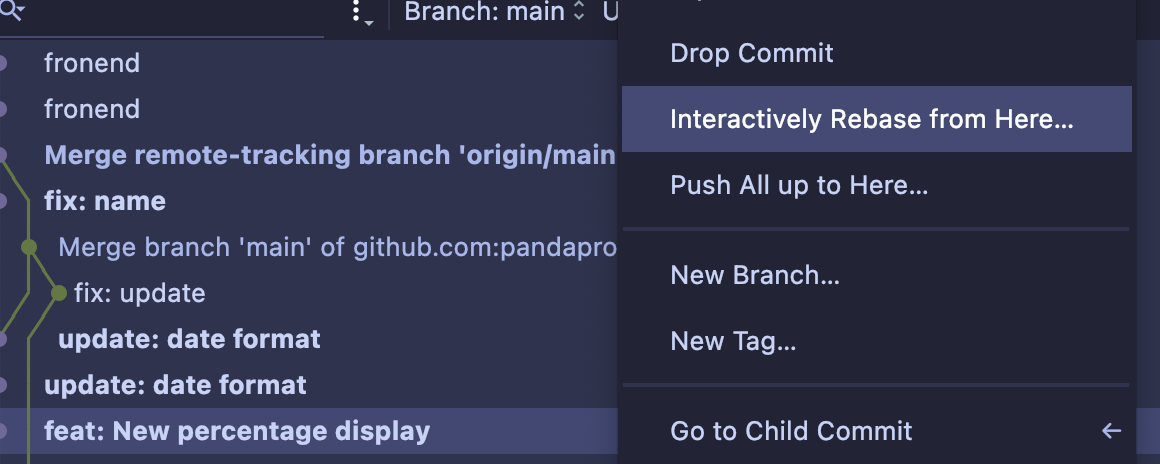 Branch: main
fronend
fronend
Merge remote-tracking branch 'origin/main
fix: name
Merge branch 'main' of github.com:pandapro
fix: update
update: date format
update: date format
feat: New percentage display
Drop Commit
Interactively Rebase from Here...
Push All up to Here...
New Branch...
New Tag...
Go to Child Commit ←